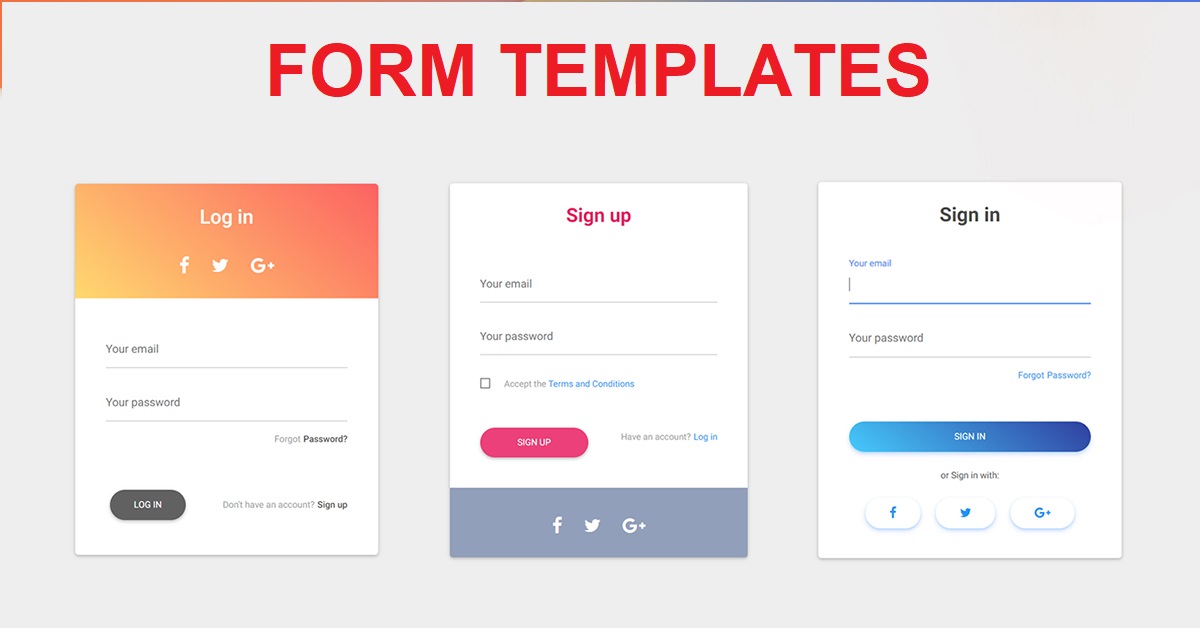 FORM TEMPLATES
Log in
Your email
Your password
Forgot Password?
LOG IN
Don't have an account? Sign up
Sign up
Your email
Your password
Accept the Terms and Conditions
SIGN UP
Have an account? Log in
Sign in
Your email
Your password
Forgot Password?
SIGN IN
or Sign in with: